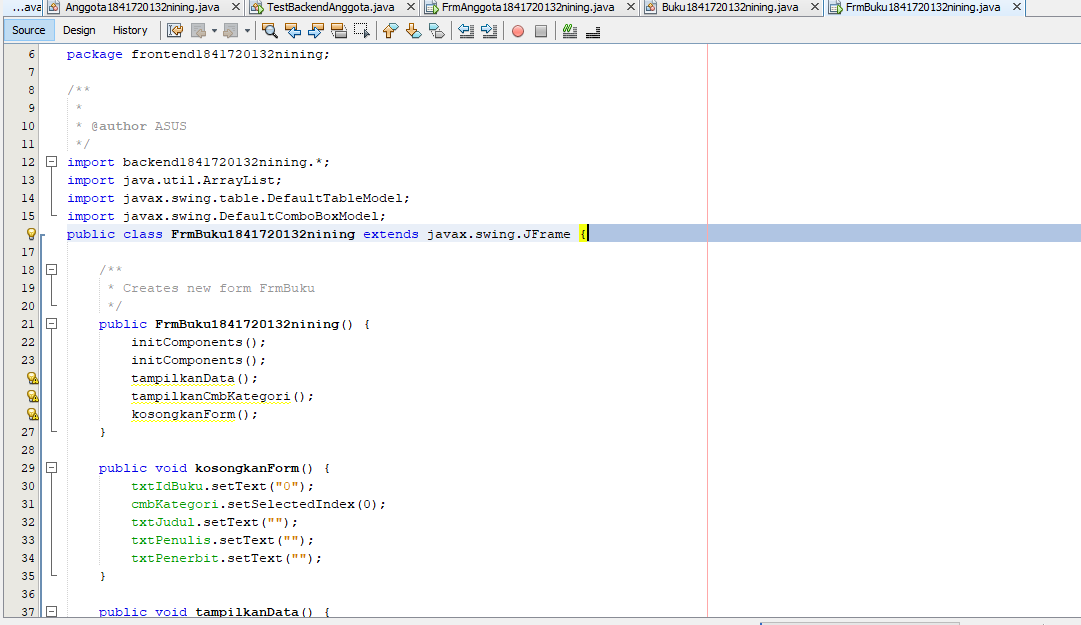 ...ava Anggota1841720132nining.java TestBackendAnggota.java FrmAnggota1841720132nining.java Buku1841720132nining.java FrmBuku1841720132nining.java
Source Design History
6 package frontend1841720132nining;
7
8 /**
9 *
10 * @author ASUS
11 */
12 import backend1841720132nining.*;
13 import java.util.ArrayList;
14 import javax.swing.table.DefaultTableModel;
15 import javax.swing.DefaultComboBoxModel;
public class FrmBuku1841720132nining extends javax.swing.JFrame {
17
18 /**
19 * Creates new form FrmBuku
20 */
21 public FrmBuku1841720132nining() {
22 initComponents();
23 initComponents();
tampilkanData();
tampilkanCmbKategori();
kosongkanForm();
27 }
28
29 public void kosongkanForm() {
30 txtIdBuku.setText("0");
31 cmbKategori.setSelectedIndex(0);
32 txtJudul.setText("");
33 txtPenulis.setText("");
34 txtPenerbit.setText("");
35 }
36
37 public void tampilkanData() {